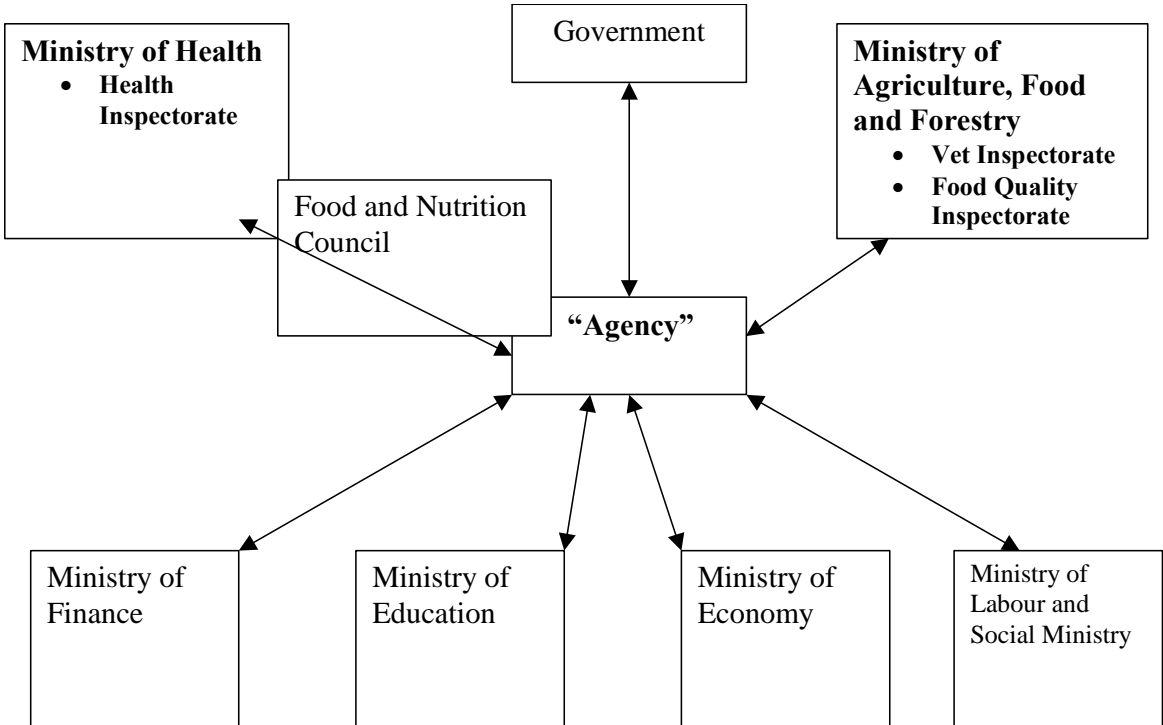 Ministry of Health
• Health
Inspectorate
Government
Ministry of
Agriculture, Food
and Forestry
• Vet Inspectorate
• Food Quality
Inspectorate
Food and Nutrition
Council
“Agency”
Ministry of
Finance
Ministry of
Education
Ministry of
Economy
Ministry of
Labour and
Social Ministry